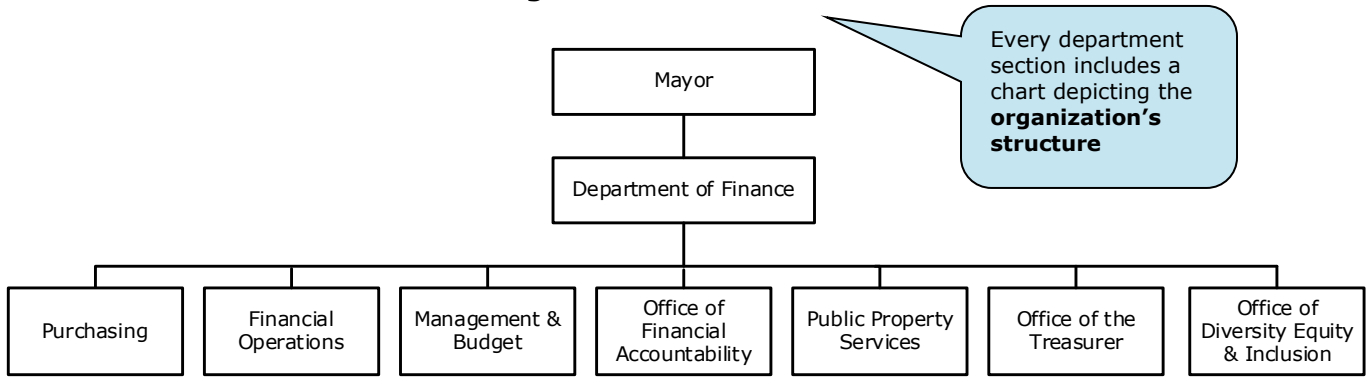 Every department
section includes a
chart depicting the
organization's
structure
Mayor
Department of Finance
Purchasing
Financial
Operations
Management &
Budget
Office of
Financial
Accountability
Public Property
Services
Office of the
Treasurer
Office of
Diversity Equity
& Inclusion